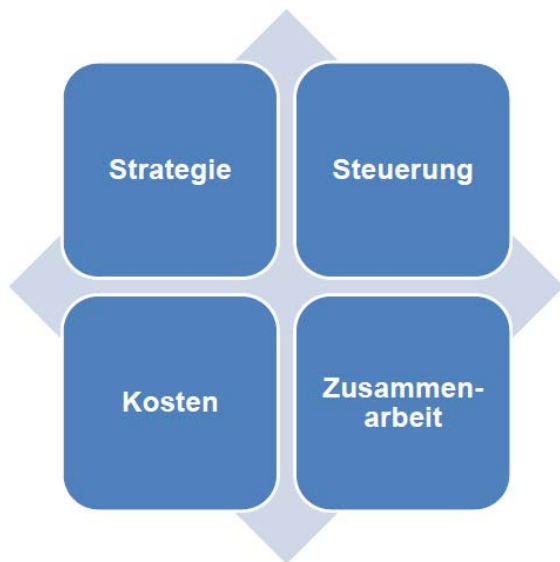 Strategie
Steuerung
Kosten
Zusammen-
arbeit